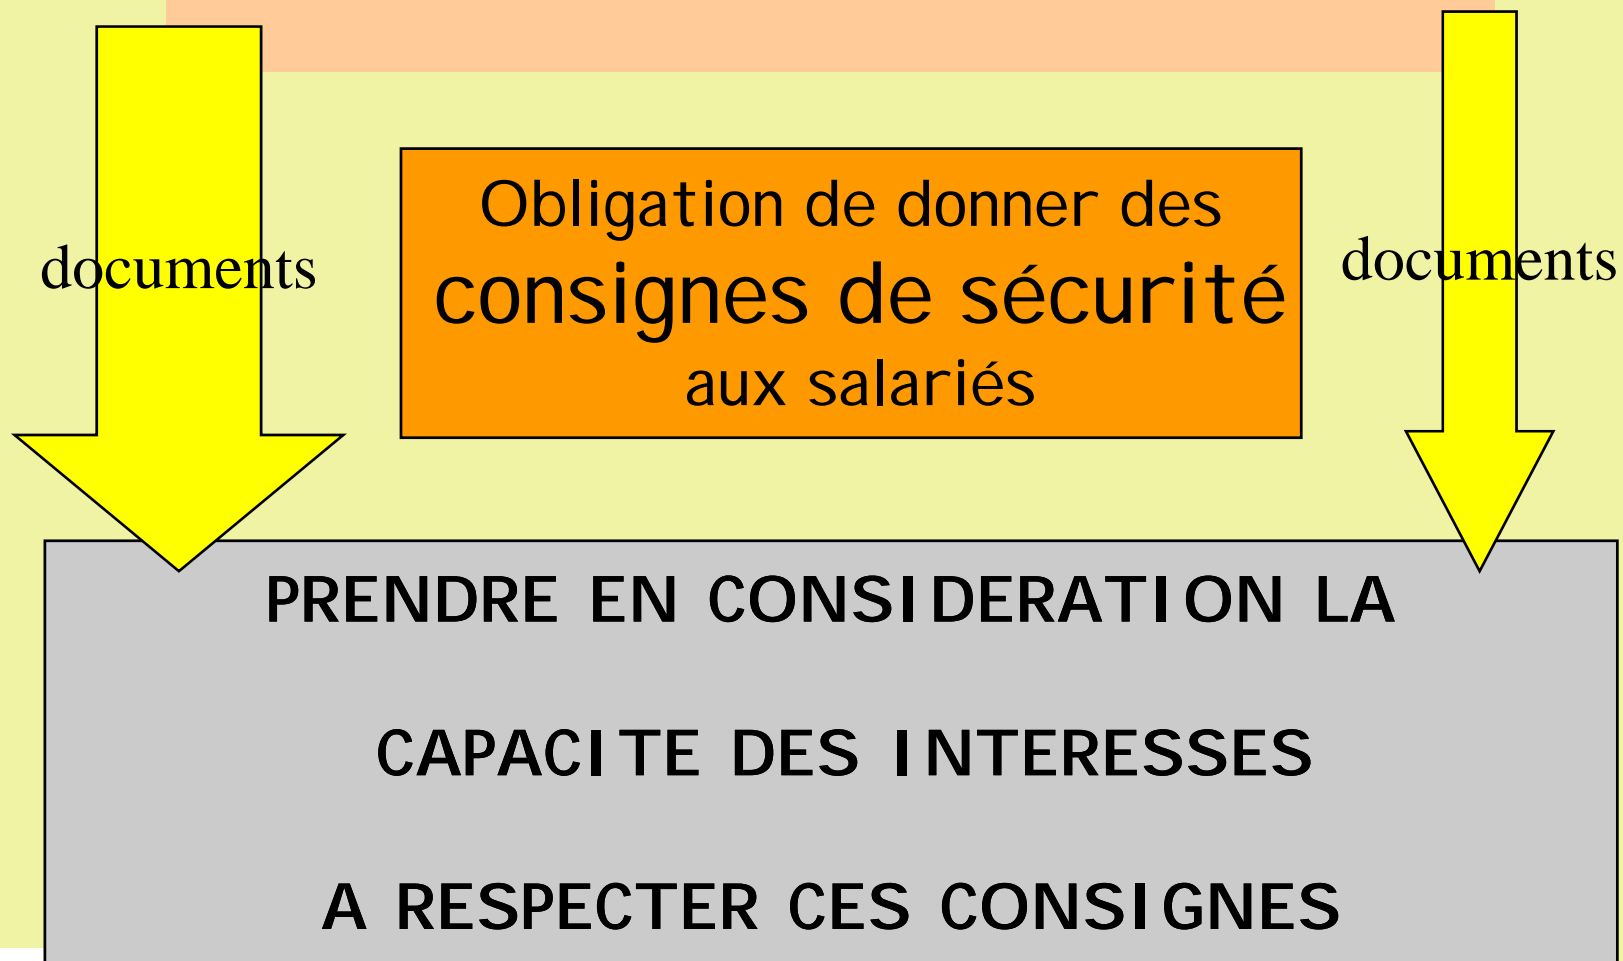 Obligation de donner des
consignes de sécurité
aux salariés
documents
documents
PRENDRE EN CONSIDERATION LA
CAPACITE DES INTERESSES
A RESPECTER CES CONSIGNES